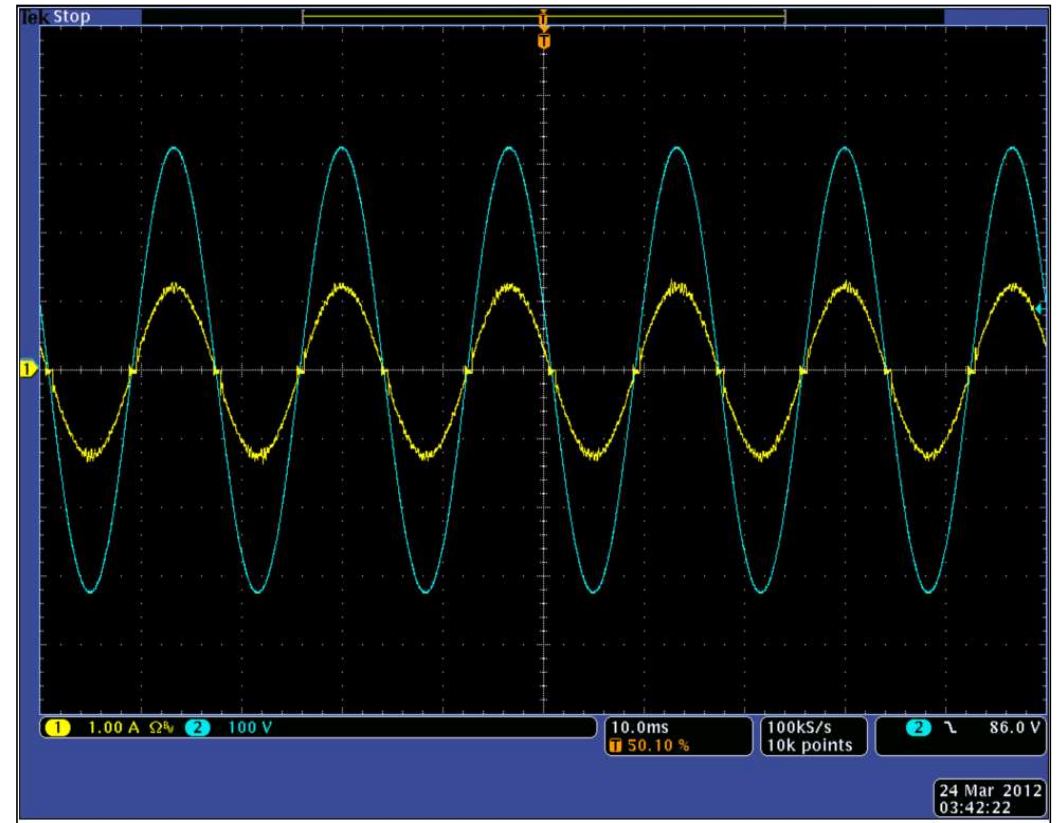 Tek Stop
T
T
1
1 1.00 A Ω Bw 2 100 V
10.0ms
T 50.10 %
100kS/s
10k points
2 86.0 V
24 Mar 2012
03:42:22